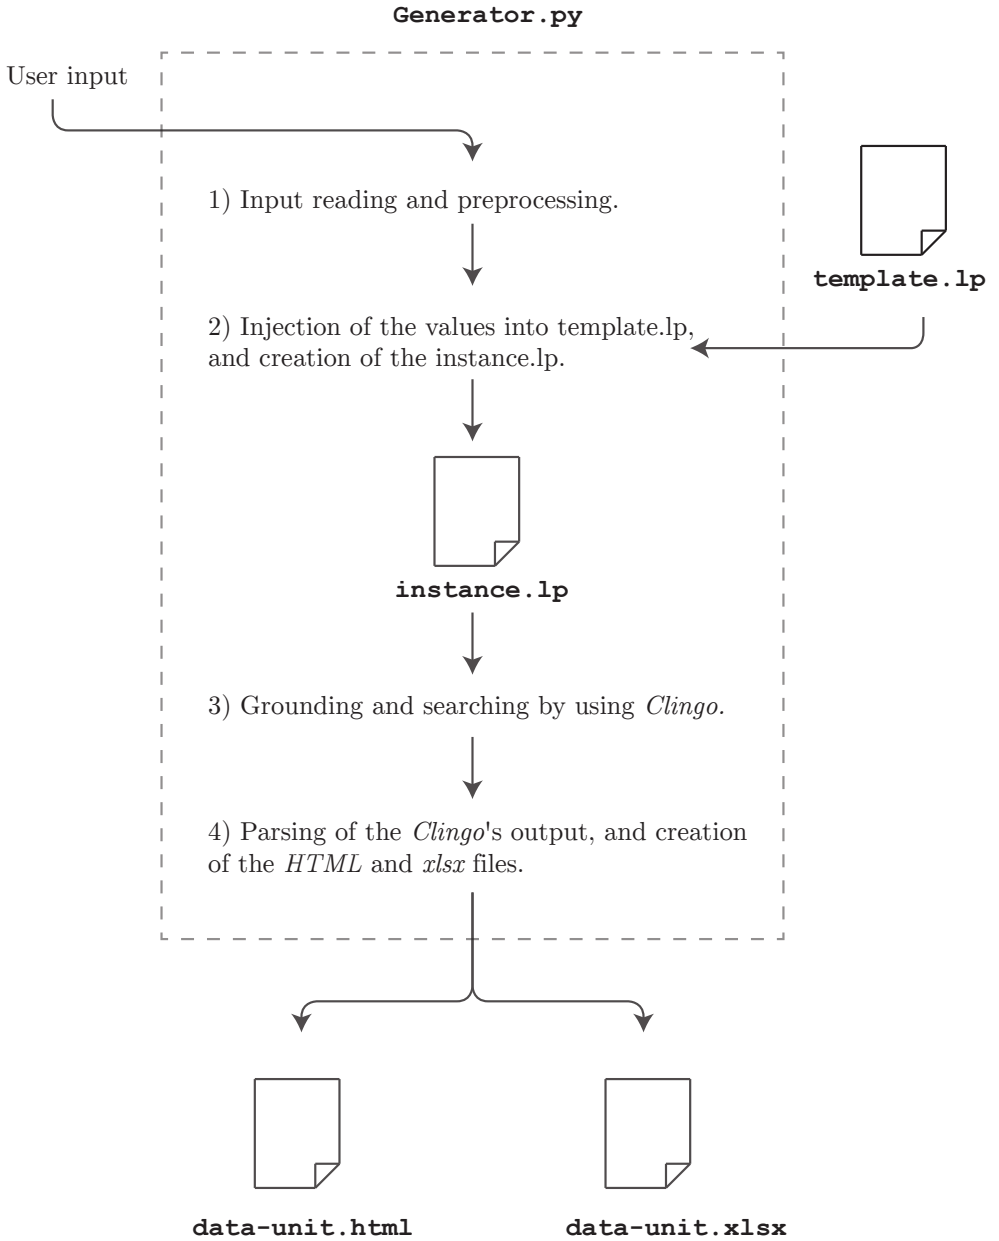 Generator.py
User input
1) Input reading and preprocessing.
template.lp
2) Injection of the values into template.lp,
and creation of the instance.lp.
instance.lp
3) Grounding and searching by using Clingo.
4) Parsing of the Clingo's output, and creation
of the HTML and xlsx files.
data-unit.html
data-unit.xlsx